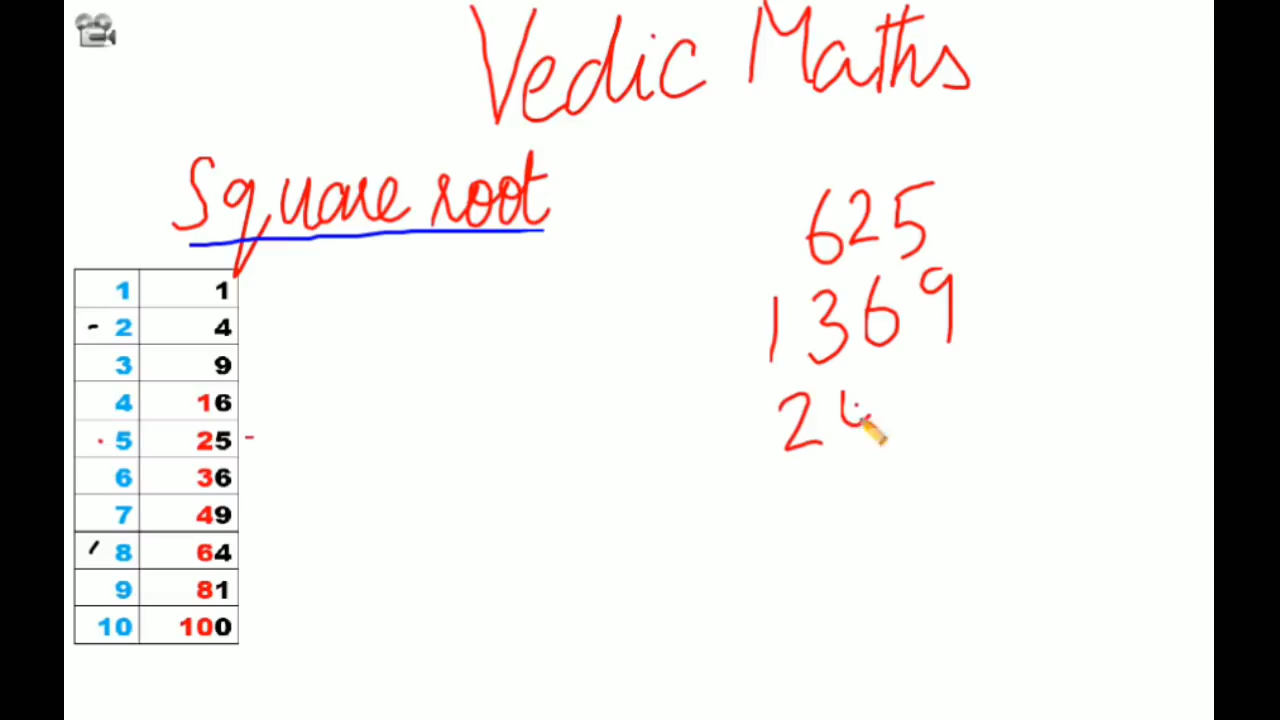 Vedic Maths
Square root
625
1369
24
1 1
- 2 4
3 9
4 16
. 5 25 -
6 36
7 49
/ 8 64
9 81
10 100